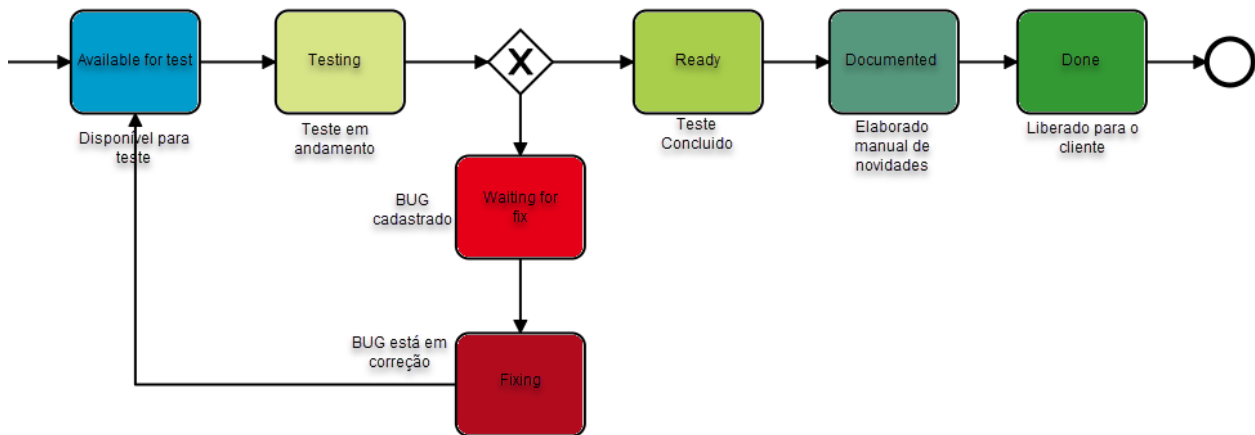 Available for test
Testing
X
Ready
Documented
Done
Disponível para
teste
Teste em
andamento
Teste
Concluido
Elaborado
manual de
novidades
Liberado para o
cliente
BUG
cadastrado
Waiting for
fix
BUG está em
correção
Fixing